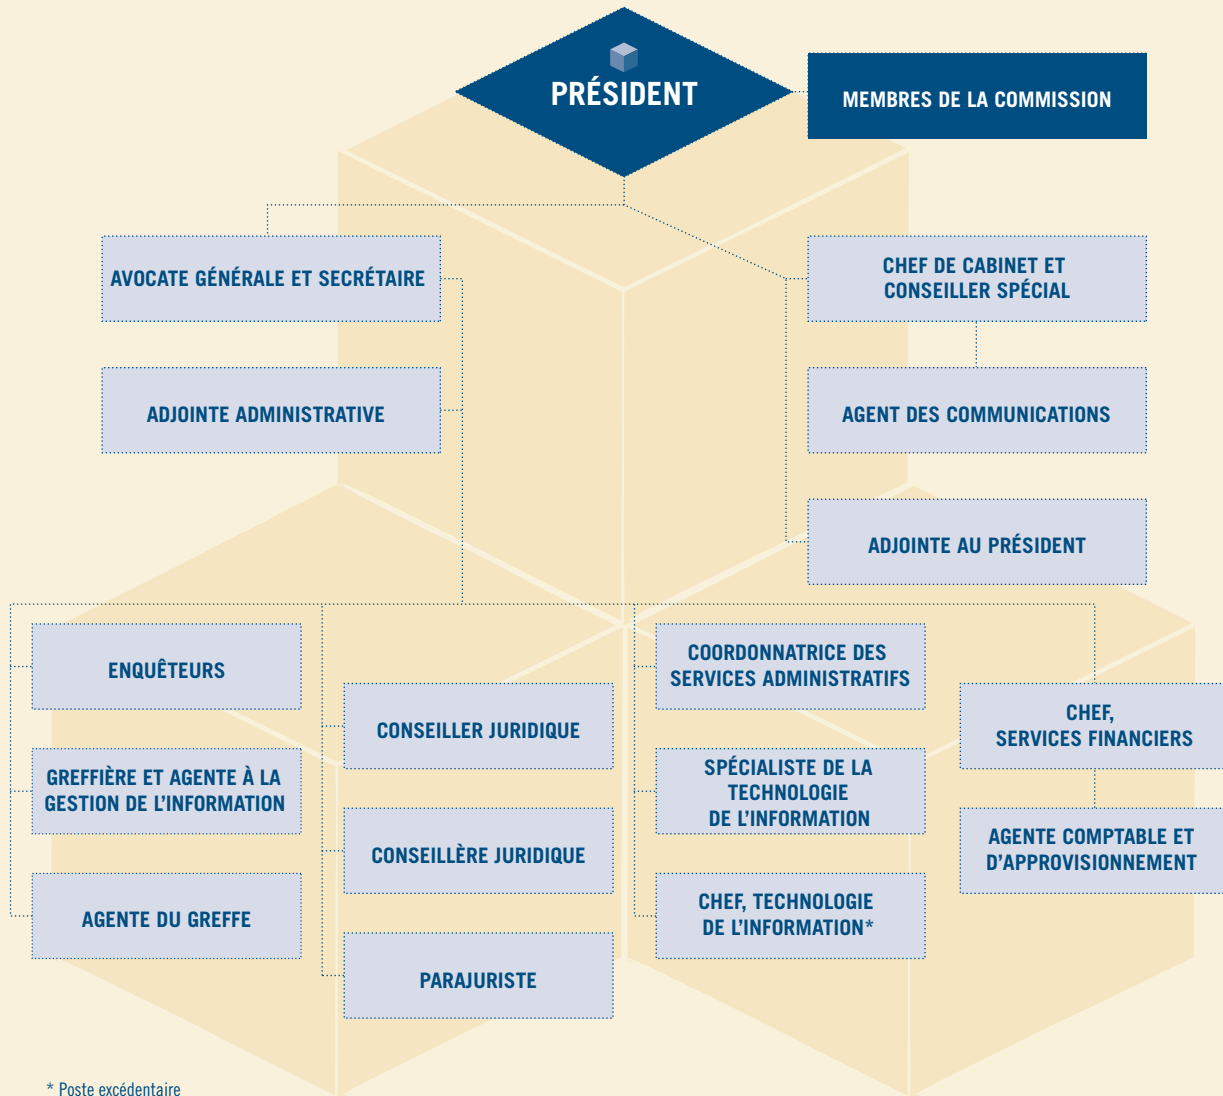 PRÉSIDENT
MEMBRES DE LA COMMISSION
AVOCATE GÉNÉRALE ET SECRÉTAIRE
CHEF DE CABINET ET
CONSEILLER SPÉCIAL
ADJOINTE ADMINISTRATIVE
AGENT DES COMMUNICATIONS
ADJOINTE AU PRÉSIDENT
ENQUÊTEURS
GREFFIÈRE ET AGENTE À LA
GESTION DE L'INFORMATION
AGENTE DU GREFFE
CONSEILLER JURIDIQUE
CONSEILLÈRE JURIDIQUE
PARAJURISTE
COORDONNATRICE DES
SERVICES ADMINISTRATIFS
SPÉCIALISTE DE LA
TECHNOLOGIE
DE L'INFORMATION
CHEF, TECHNOLOGIE
DE L'INFORMATION*
CHEF,
SERVICES FINANCIERS
AGENTE COMPTABLE ET
D'APPROVISIONNEMENT
* Poste excédentaire